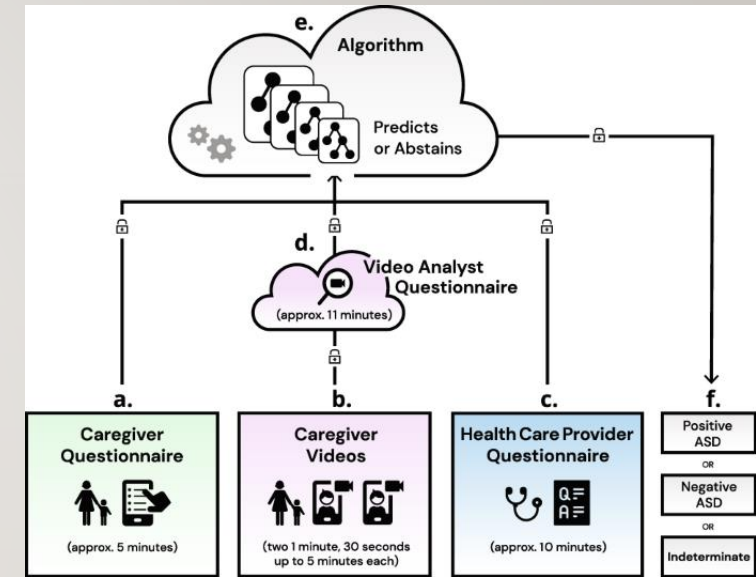 e.
Algorithm
Predicts
or Abstains
d.
Video Analyst
Questionnaire
(approx. 11 minutes)
a.
Caregiver
Questionnaire
(approx. 5 minutes)
b.
Caregiver
Videos
(two 1 minute, 30 seconds
up to 5 minutes each)
c.
Health Care Provider
Questionnaire
Q=
A=
(approx. 10 minutes)
f.
Positive
ASD
OR
Negative
ASD
OR
Indeterminate